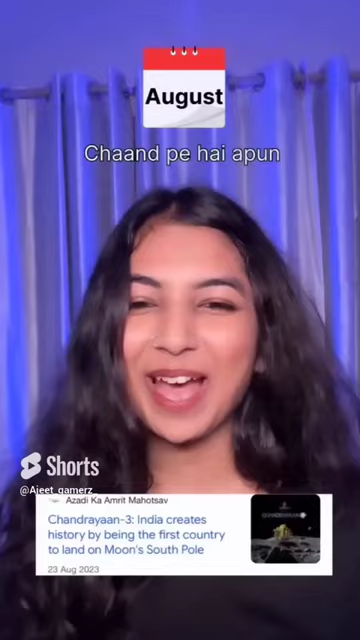 August
Chaand pe hai apun
Shorts
@Ajeet_gamerz
Azadi Ka Amrit Mahotsav
Chandrayaan-3: India creates
history by being the first country
to land on Moon's South Pole
23 Aug 2023